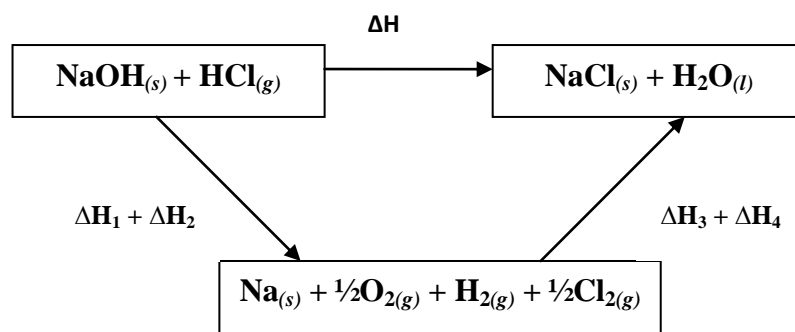 ΔH
NaOH(s) + HCl(g)
NaCl(s) + H2O(l)
ΔH1 + ΔH2
ΔH3 + ΔH4
Na(s) + ½O2(g) + H2(g) + ½Cl2(g)